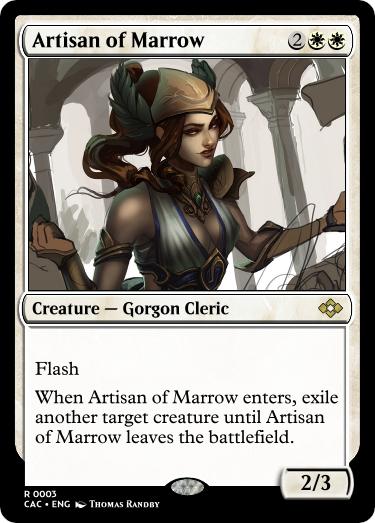 Artisan of Marrow 2
Creature — Gorgon Cleric
Flash
When Artisan of Marrow enters, exile
another target creature until Artisan
of Marrow leaves the battlefield.
2/3
R 0003
CAC • ENG Thomas Randby